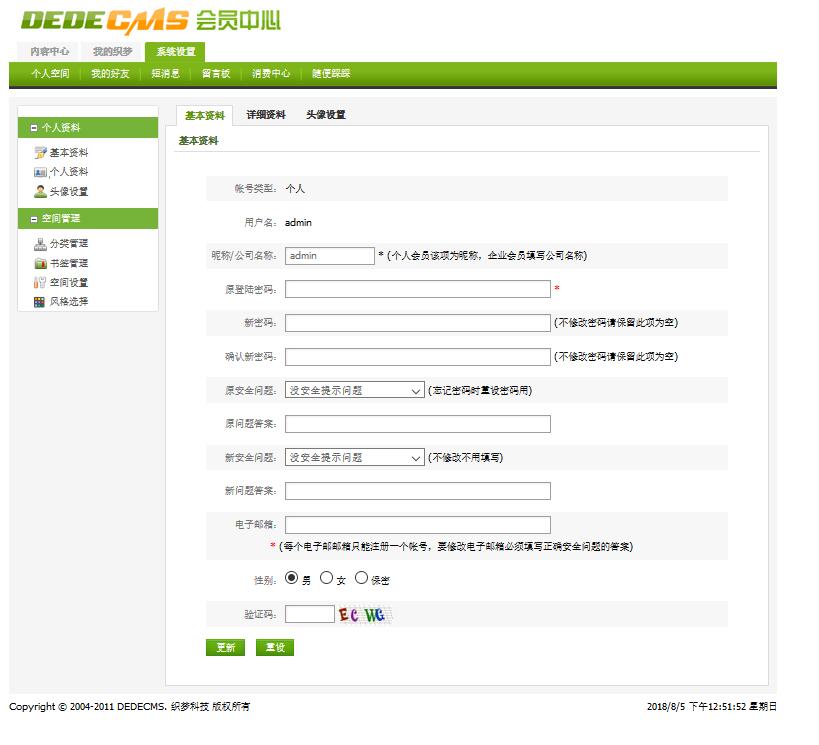 DEDECMS 会员中心
内容中心 我的织梦 系统设置
个人空间 我的好友 短消息 留言板 消费中心 随便踩踩
个人资料
基本资料
个人资料
头像设置
空间管理
分类管理
书签管理
空间设置
风格选择
基本资料 详细资料 头像设置
基本资料
帐号类型: 个人
用户名: admin
昵称/公司名称: admin * (个人会员该项为昵称，企业会员填写公司名称)
原登陆密码: *
新密码: (不修改密码请保留此项为空)
确认新密码: (不修改密码请保留此项为空)
原安全问题: 没安全提示问题 (忘记密码时重设密码用)
原问题答案:
新安全问题: 没安全提示问题 (不修改不用填写)
新问题答案:
电子邮箱:
* (每个电子邮邮箱只能注册一个帐号，要修改电子邮箱必须填写正确安全问题的答案)
性别: 男 女 保密
验证码: ECWG
更新 重设
Copyright © 2004-2011 DEDECMS. 织梦科技 版权所有 2018/8/5 下午12:51:52 星期日